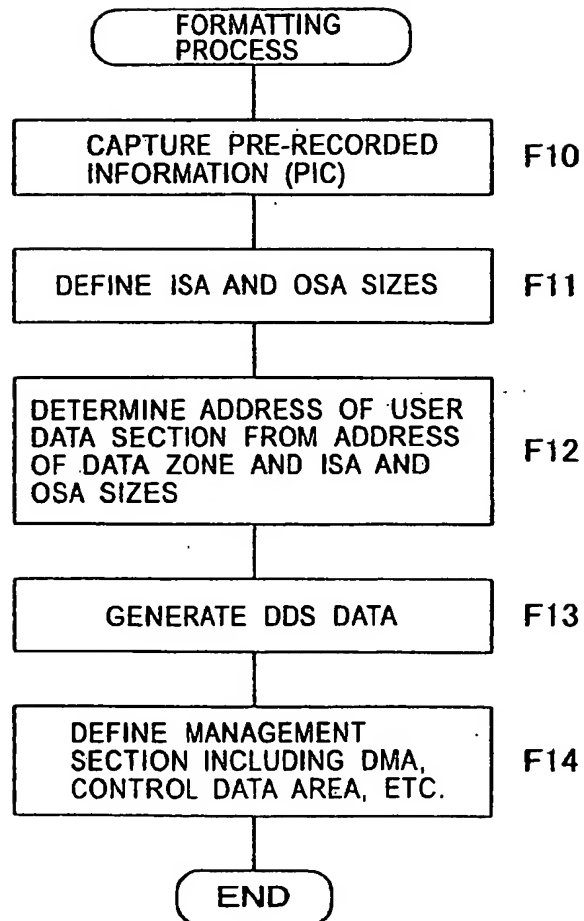 FORMATTING
PROCESS
CAPTURE PRE-RECORDED
INFORMATION (PIC)
F10
DEFINE ISA AND OSA SIZES
F11
DETERMINE ADDRESS OF USER
DATA SECTION FROM ADDRESS
OF DATA ZONE AND ISA AND
OSA SIZES
F12
GENERATE DDS DATA
F13
DEFINE MANAGEMENT
SECTION INCLUDING DMA,
CONTROL DATA AREA, ETC.
F14
END